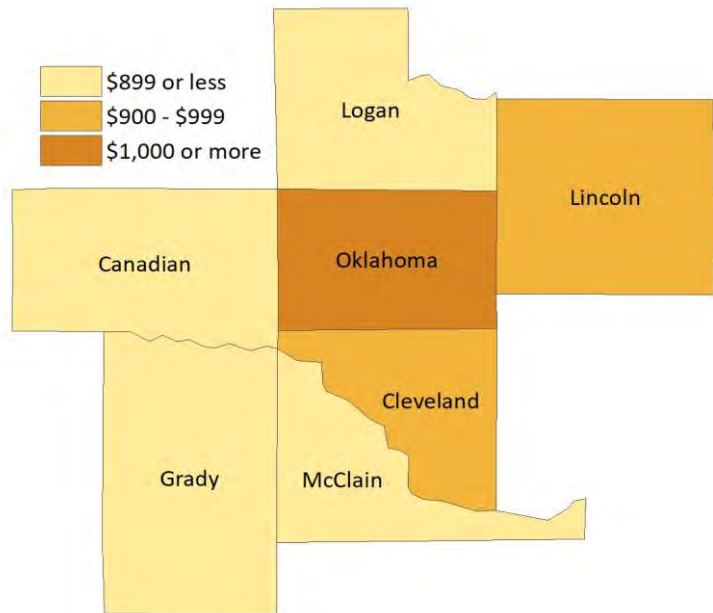 $899 or less
$900 - $999
$1,000 or more
Logan
Lincoln
Canadian
Oklahoma
Cleveland
Grady
McClain